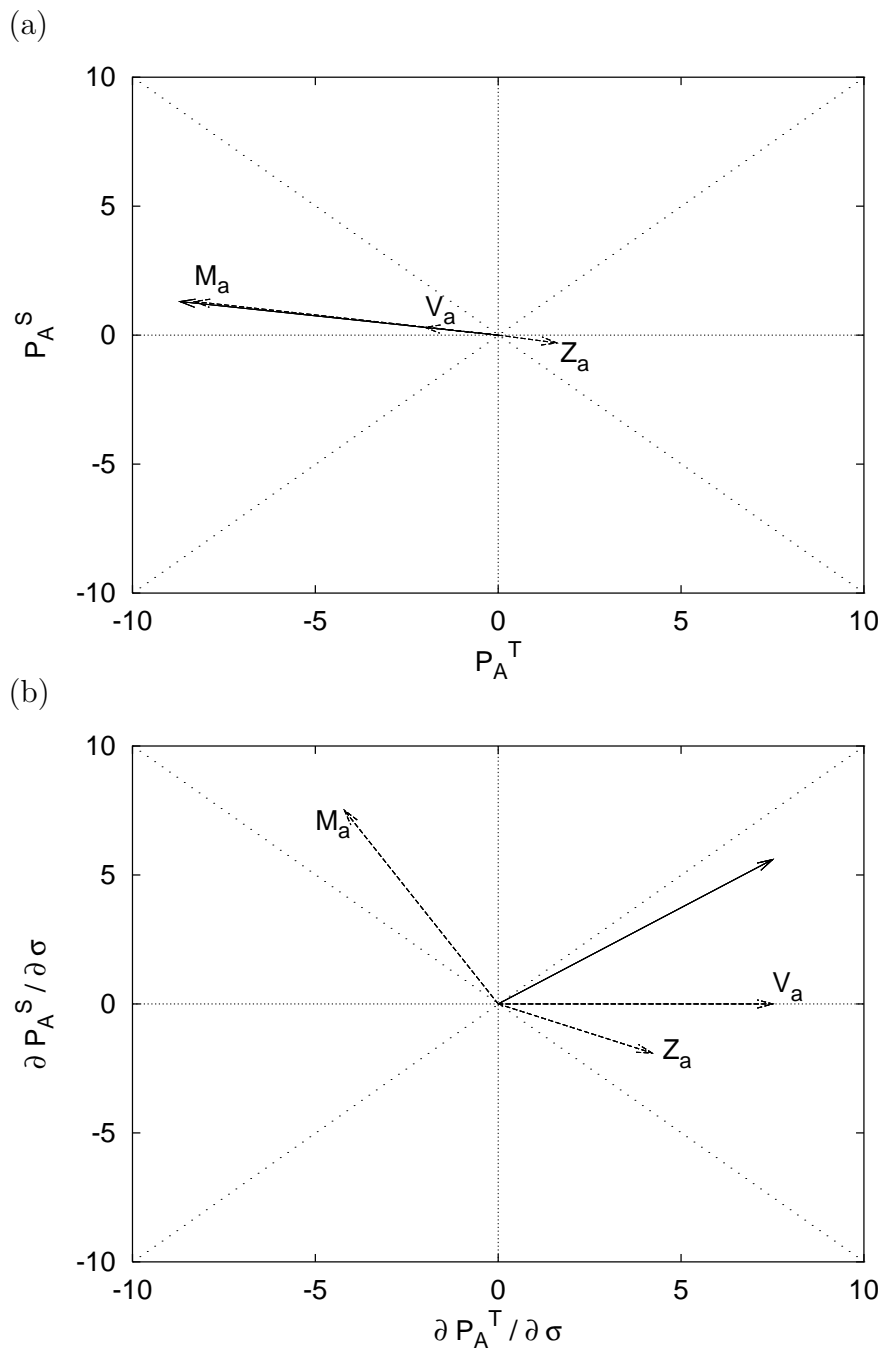 (a)
10
5
0
-5
-10
P_A^S
M_a
V_a
Z_a
-10 -5 0 5 10
P_A^T
(b)
10
5
0
-5
-10
∂ P_A^S / ∂ σ
M_a
V_a
Z_a
-10 -5 0 5 10
∂ P_A^T / ∂ σ